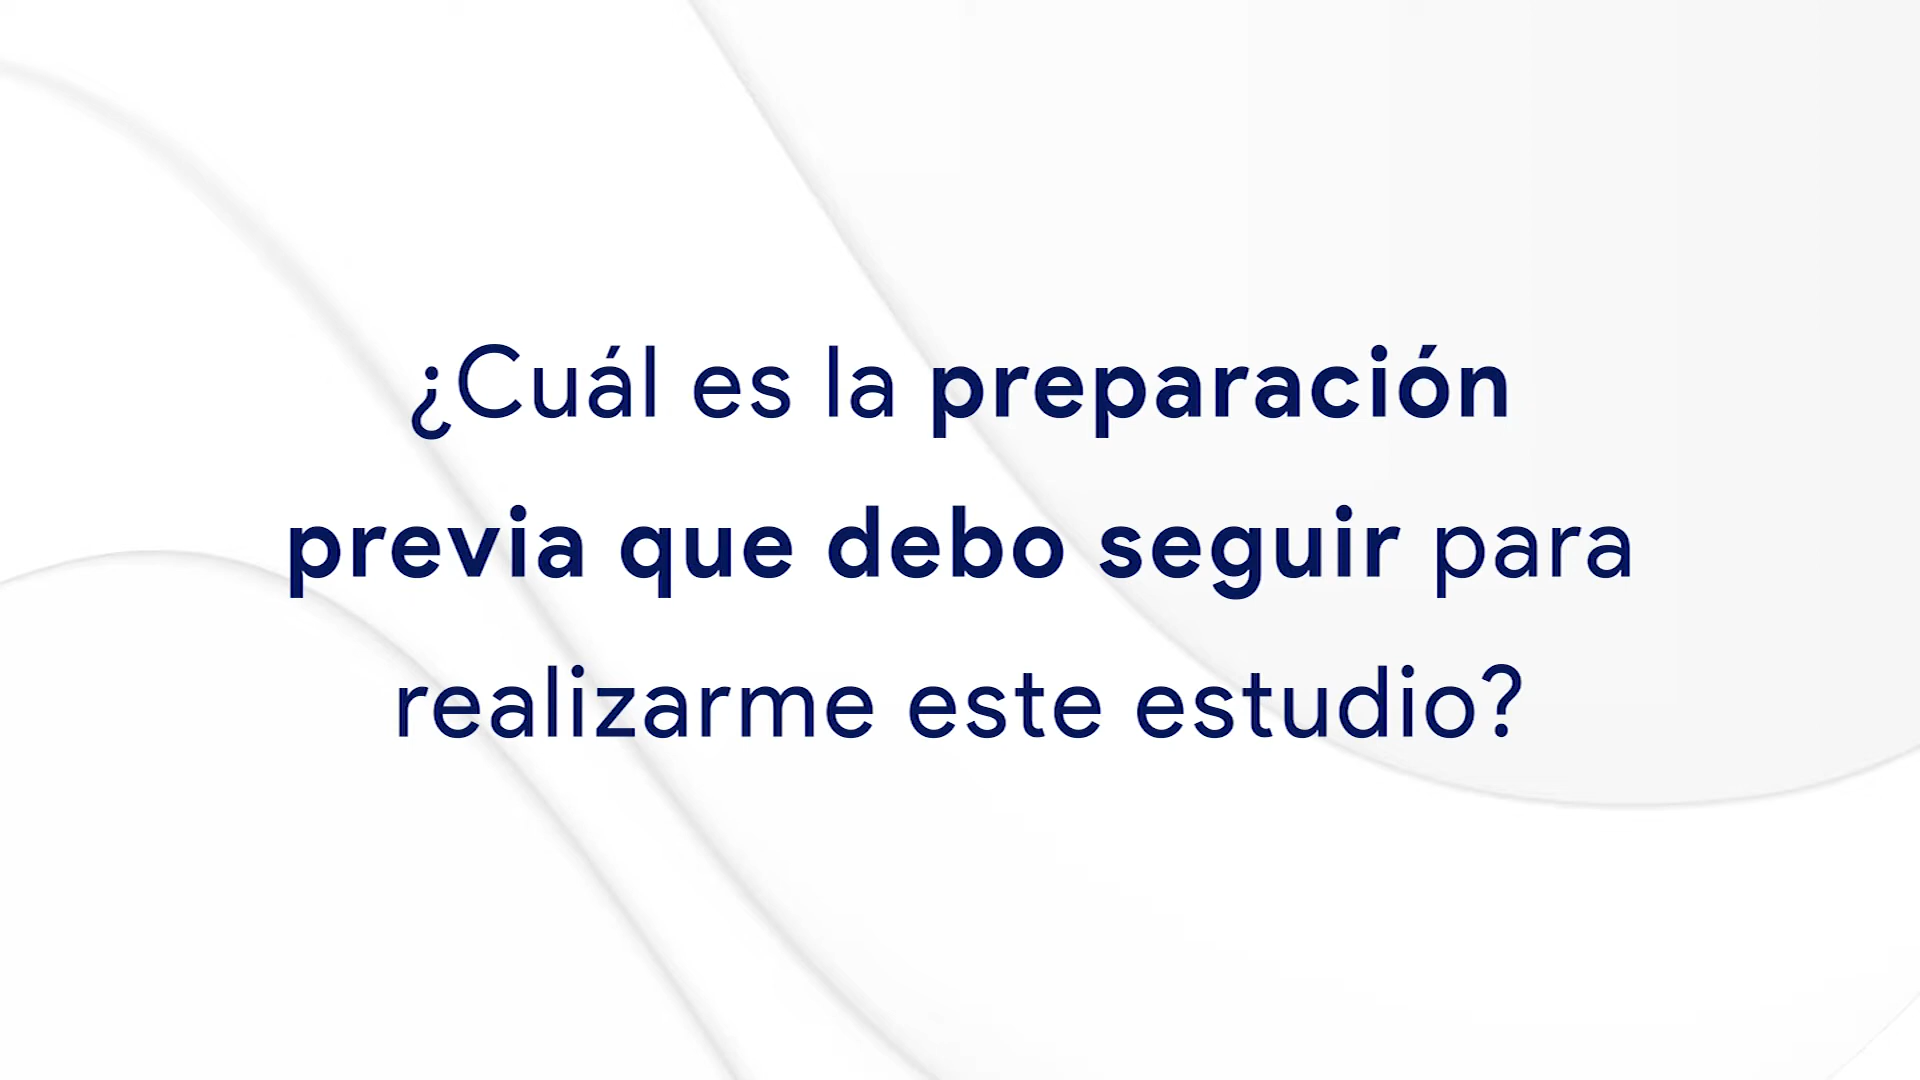 ¿Cuál es la preparación
previa que debo seguir para
realizarme este estudio?